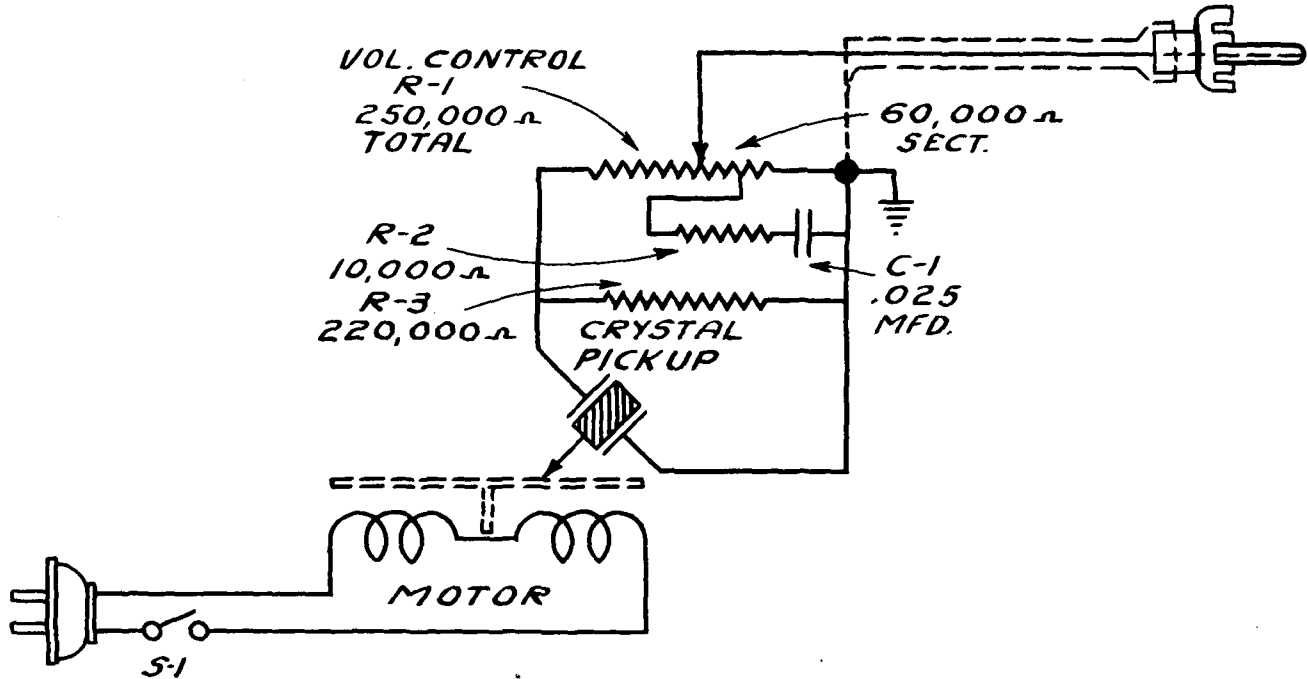 VOL. CONTROL
R-1
250,000 Ω
TOTAL
60,000 Ω
SECT.
R-2
10,000 Ω
R-3
220,000 Ω
C-1
.025
MFD.
CRYSTAL
PICKUP
MOTOR
S-1